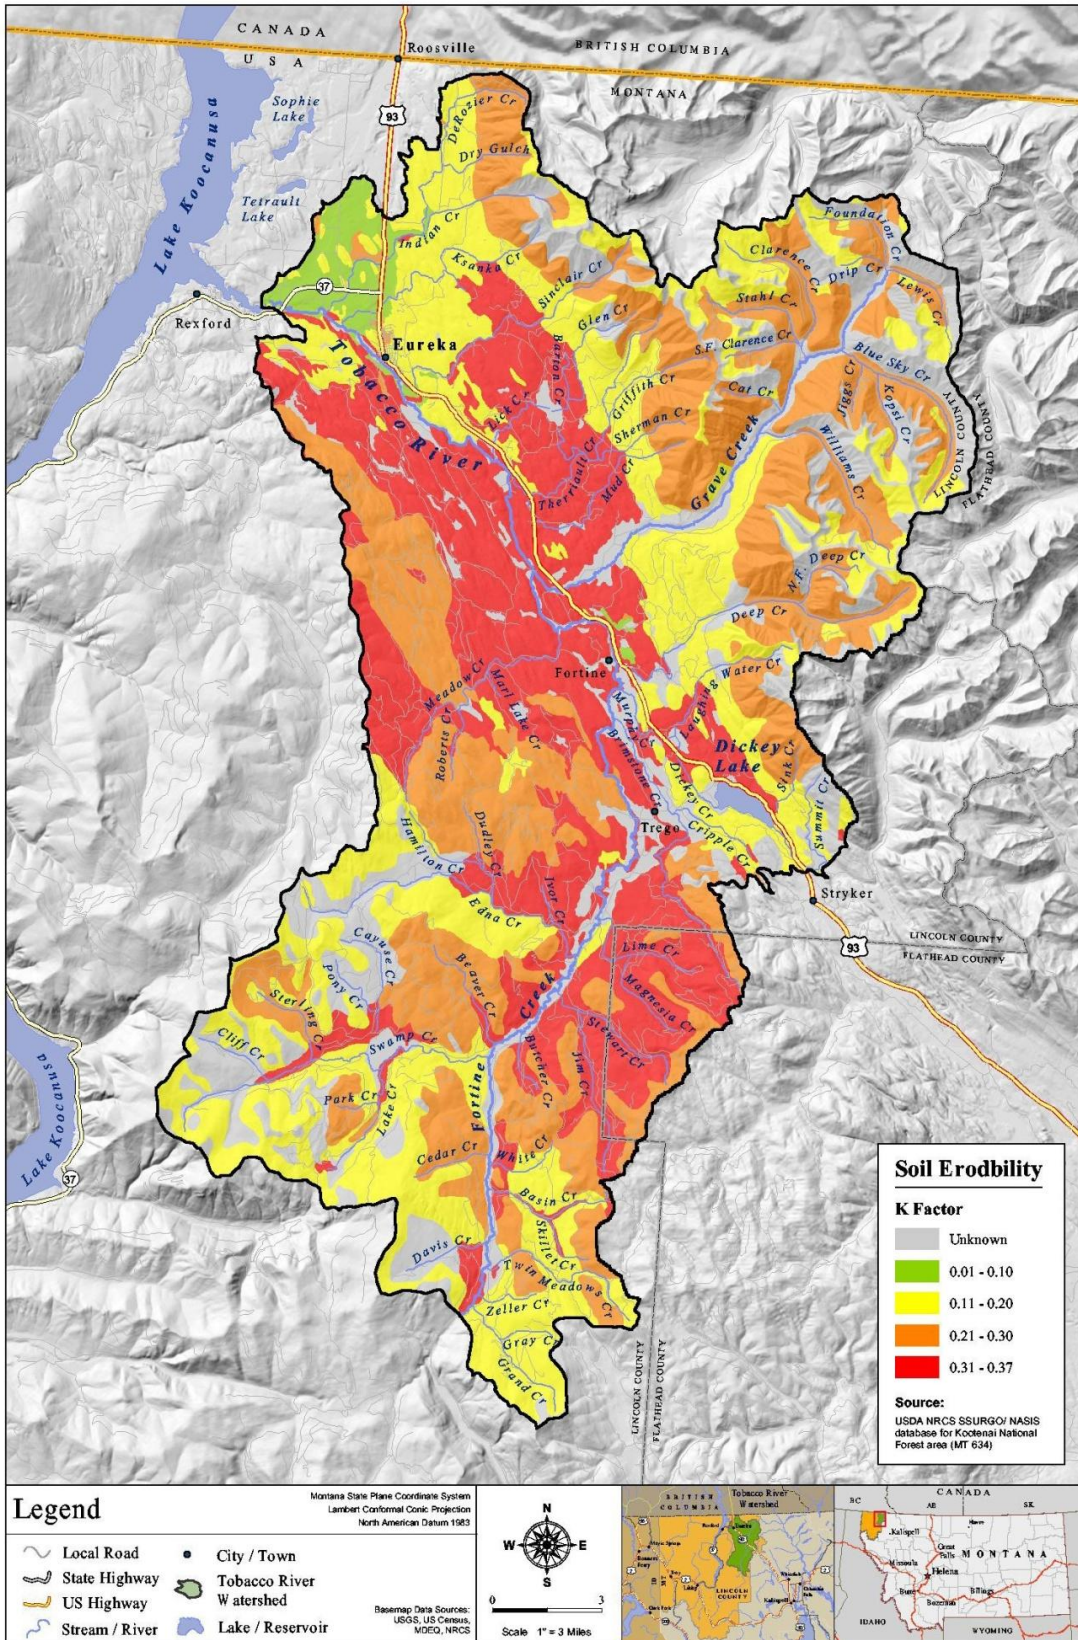 CANADA
USA
Roosville
BRITISH COLUMBIA
MONTANA
Sophie
Lake
93
DeRozier Cr
Dry Gulch
Lake Koocanusa
Tetrault
Lake
Indian Cr
Ksanka Cr
Sinclair Cr
Foundation Cr
Clarence Cr
Drip Cr
Lewis Cr
37
Stahl Cr
Glen Cr
Rexford
Eureka
Barton Cr
S.F. Clarence Cr
Blue Sky Cr
Tobacco River
Griffith Cr
Cat Cr
Jiggs Cr
Kopsi Cr
Lick Cr
Sherman Cr
LINCOLN COUNTY
FLATHEAD COUNTY
Williams Cr
Therriault Cr
Mud Cr
Grave Creek
N.F. Deep Cr
Deep Cr
Fortine
Meadow Cr
Marl Lake Cr
Roberts Cr
Murphy Cr
Laughing Water Cr
Brimstone Cr
Dickey
Lake
Sink Cr
Dickey Cr
Summit Cr
Trego
Cripple Cr
Hamilton Cr
Dudley Cr
Ivor Cr
Edna Cr
Stryker
93
LINCOLN COUNTY
FLATHEAD COUNTY
Cayuse Cr
Pony Cr
Beaver Cr
Lime Cr
Magnesia Cr
Sterling Cr
Stewart Cr
Cliff Cr
Swamp Cr
Butcher Cr
Jim Cr
Fortine Creek
Park Cr
Lake Cr
Lake Koocanusa
37
Cedar Cr
White Cr
Basin Cr
Skillet Cr
Davis Cr
Twin Meadows Cr
Zeller Cr
Gray Cr
Grand Cr
LINCOLN COUNTY
FLATHEAD COUNTY
Soil Erodbility
K Factor
Unknown
0.01 - 0.10
0.11 - 0.20
0.21 - 0.30
0.31 - 0.37
Source:
USDA NRCS SSURGO/ NASIS
database for Kootenai National
Forest area (MT 634)
Legend
Montana State Plane Coordinate System
Lambert Conformal Conic Projection
North American Datum 1983
Local Road
State Highway
US Highway
Stream / River
City / Town
Tobacco River
Watershed
Lake / Reservoir
Basemap Data Sources:
USGS, US Census,
MDEQ, NRCS
N
W
E
S
0
3
Scale 1" = 3 Miles
BRITISH
COLUMBIA
Tobacco River
Watershed
LINCOLN
COUNTY
Libby
Kalispell
CANADA
BC
AB
SK
Kalispell
Havre
Great
Falls
MONTANA
Missoula
Helena
Butte
Bozeman
Billings
IDAHO
WYOMING